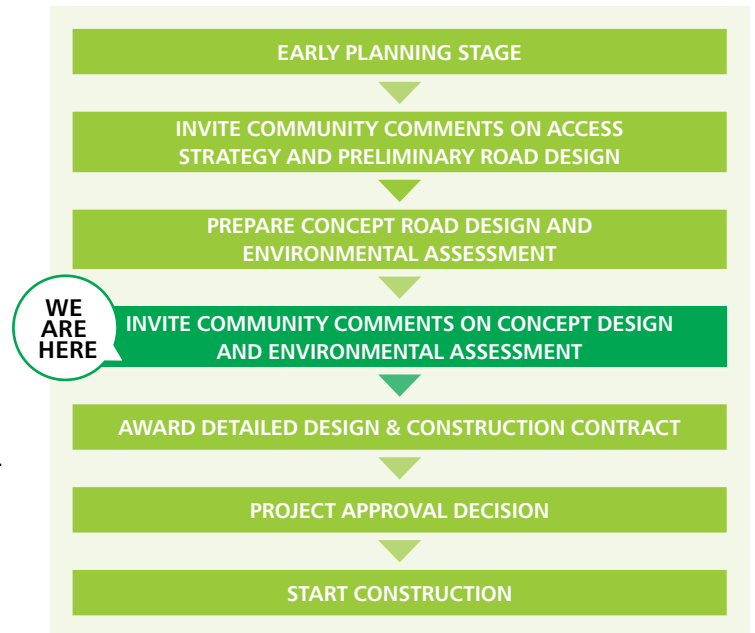 EARLY PLANNING STAGE
INVITE COMMUNITY COMMENTS ON ACCESS
STRATEGY AND PRELIMINARY ROAD DESIGN
PREPARE CONCEPT ROAD DESIGN AND
ENVIRONMENTAL ASSESSMENT
WE
ARE
HERE
INVITE COMMUNITY COMMENTS ON CONCEPT DESIGN
AND ENVIRONMENTAL ASSESSMENT
AWARD DETAILED DESIGN & CONSTRUCTION CONTRACT
PROJECT APPROVAL DECISION
START CONSTRUCTION